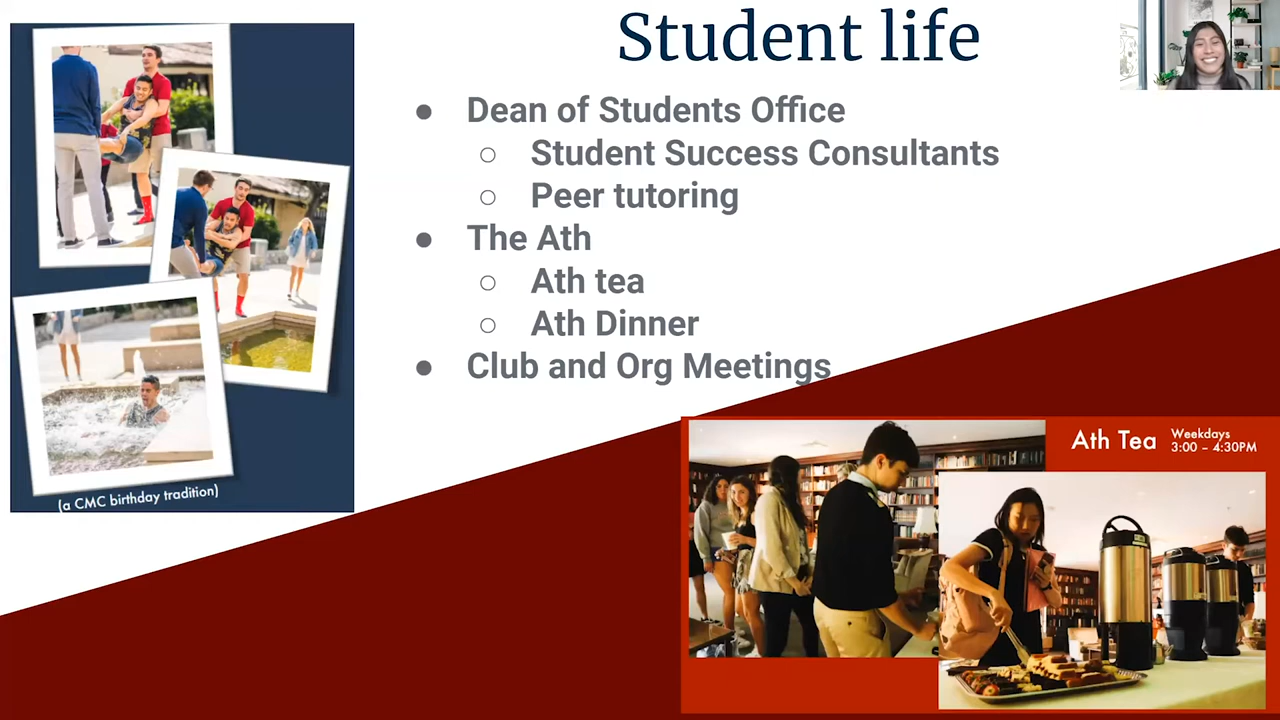 Student life
● Dean of Students Office
○ Student Success Consultants
○ Peer tutoring
● The Ath
○ Ath tea
○ Ath Dinner
● Club and Org Meetings
(a CMC birthday tradition)
Ath Tea
Weekdays
3:00 – 4:30PM